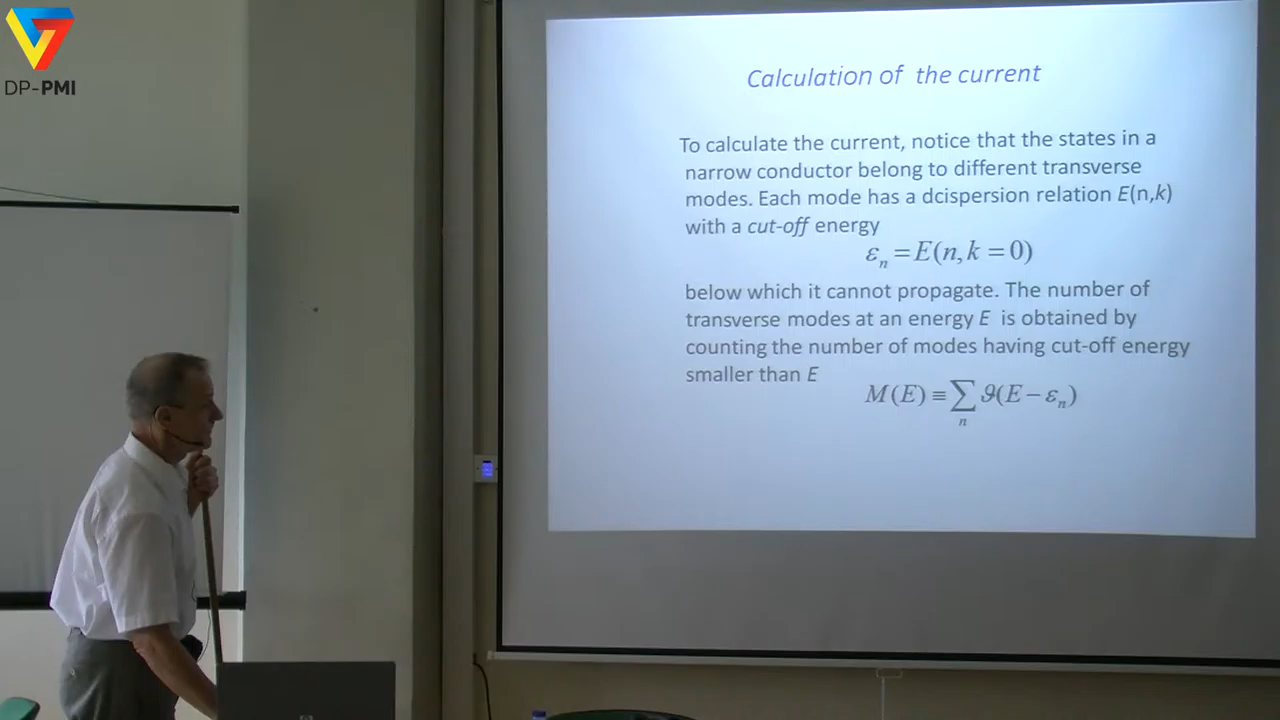 DP-PMI
Calculation of the current
To calculate the current, notice that the states in a
narrow conductor belong to different transverse
modes. Each mode has a dcispersion relation E(n,k)
with a cut-off energy
εₙ = E(n, k = 0)
below which it cannot propagate. The number of
transverse modes at an energy E is obtained by
counting the number of modes having cut-off energy
smaller than E
M(E) ≡ ∑ₙ ϑ(E − εₙ)